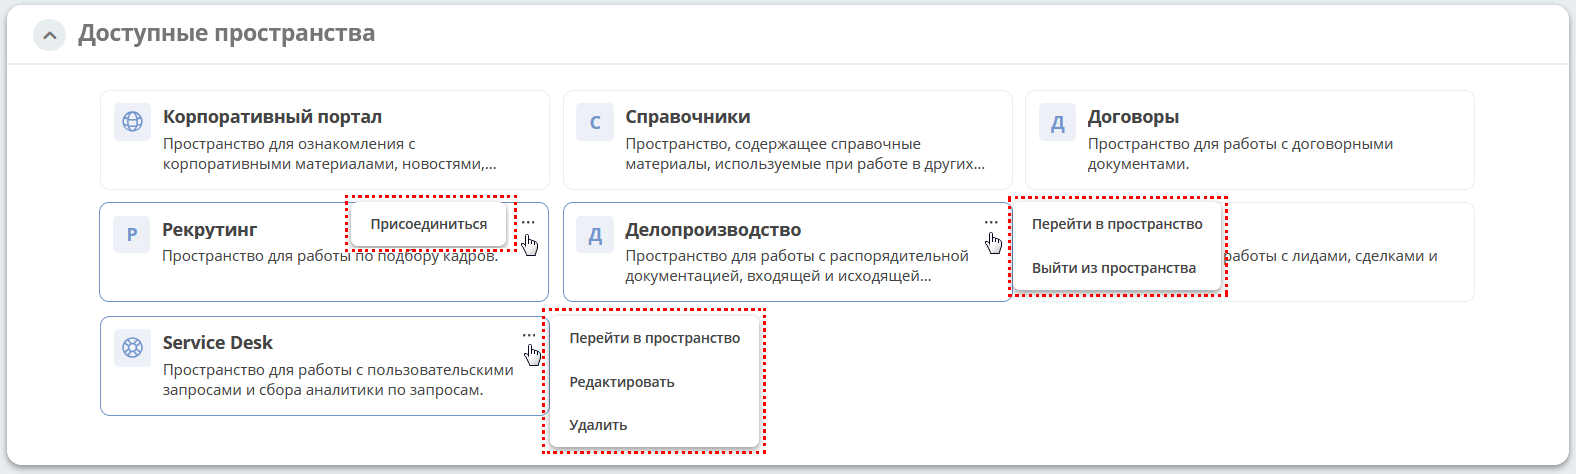 Доступные пространства
Корпоративный портал
Пространство для ознакомления с
корпоративными материалами, новостями,...
С
Справочники
Пространство, содержащее справочные
материалы, используемые при работе в других...
Д
Договоры
Пространство для работы с договорными
документами.
Р
Рекрутинг
Пространство для работы по подбору кадров.
Присоединиться
Д
Делопроизводство
Пространство для работы с распорядительной
документацией, входящей и исходящей...
Перейти в пространство
Выйти из пространства
работы с лидами, сделками и
Service Desk
Пространство для работы с пользовательскими
запросами и сбора аналитики по запросам.
Перейти в пространство
Редактировать
Удалить